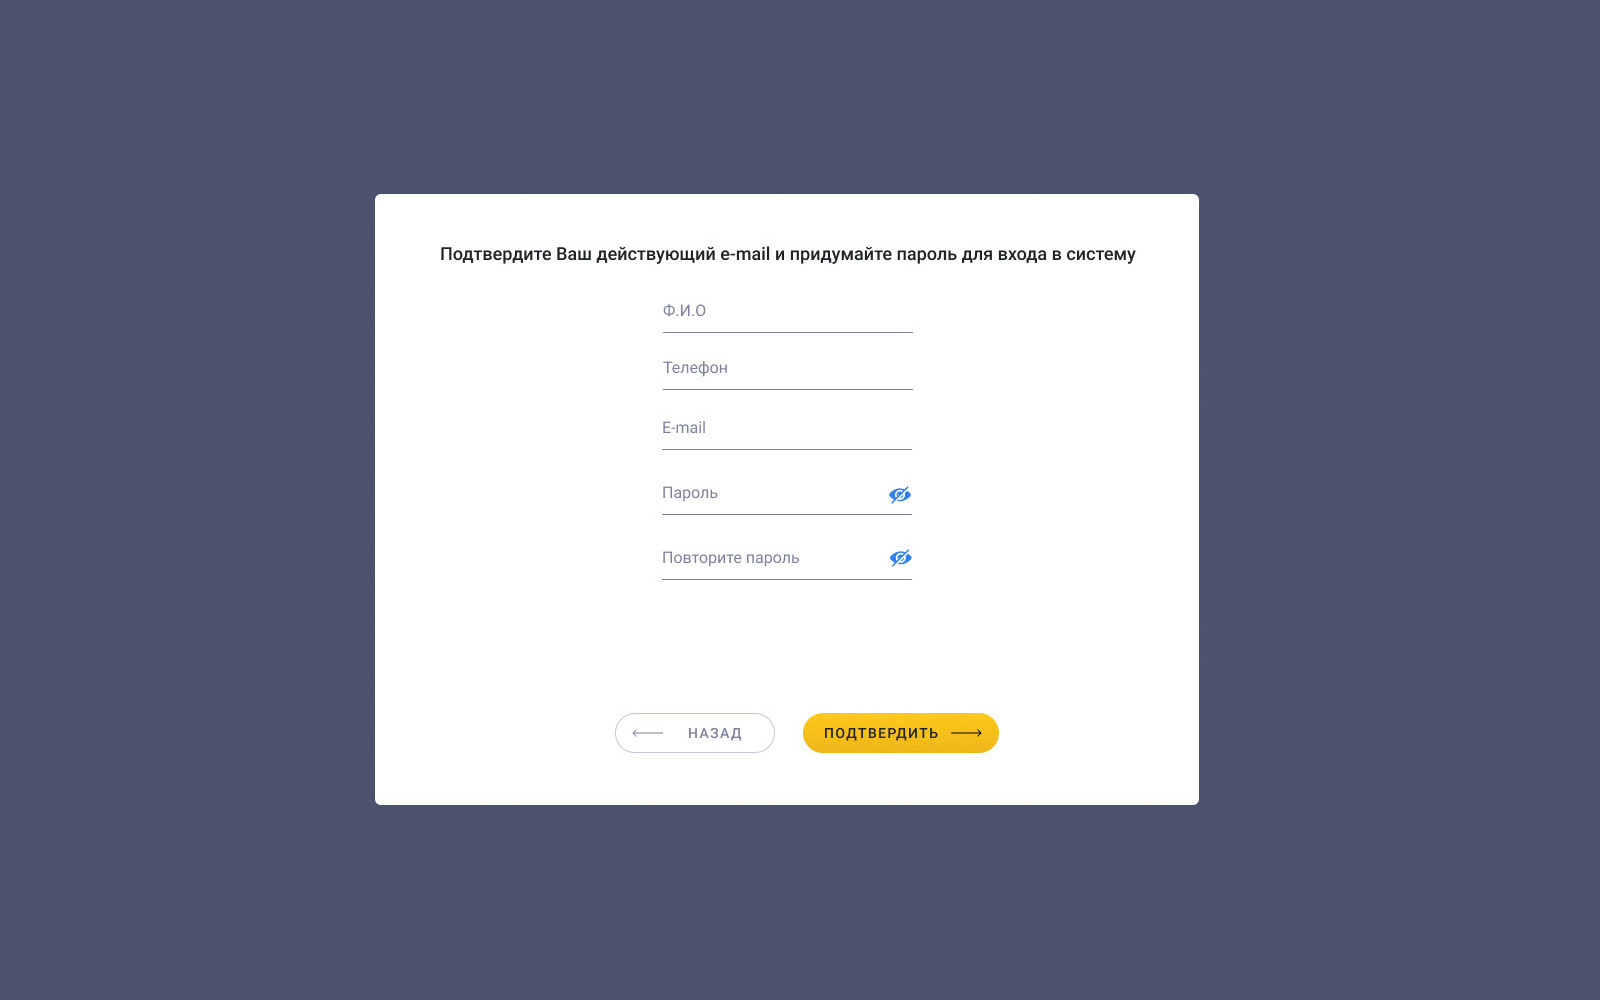 Подтвердите Ваш действующий e-mail и придумайте пароль для входа в систему
Ф.И.О
Телефон
E-mail
Пароль
Повторите пароль
НАЗАД
ПОДТВЕРДИТЬ